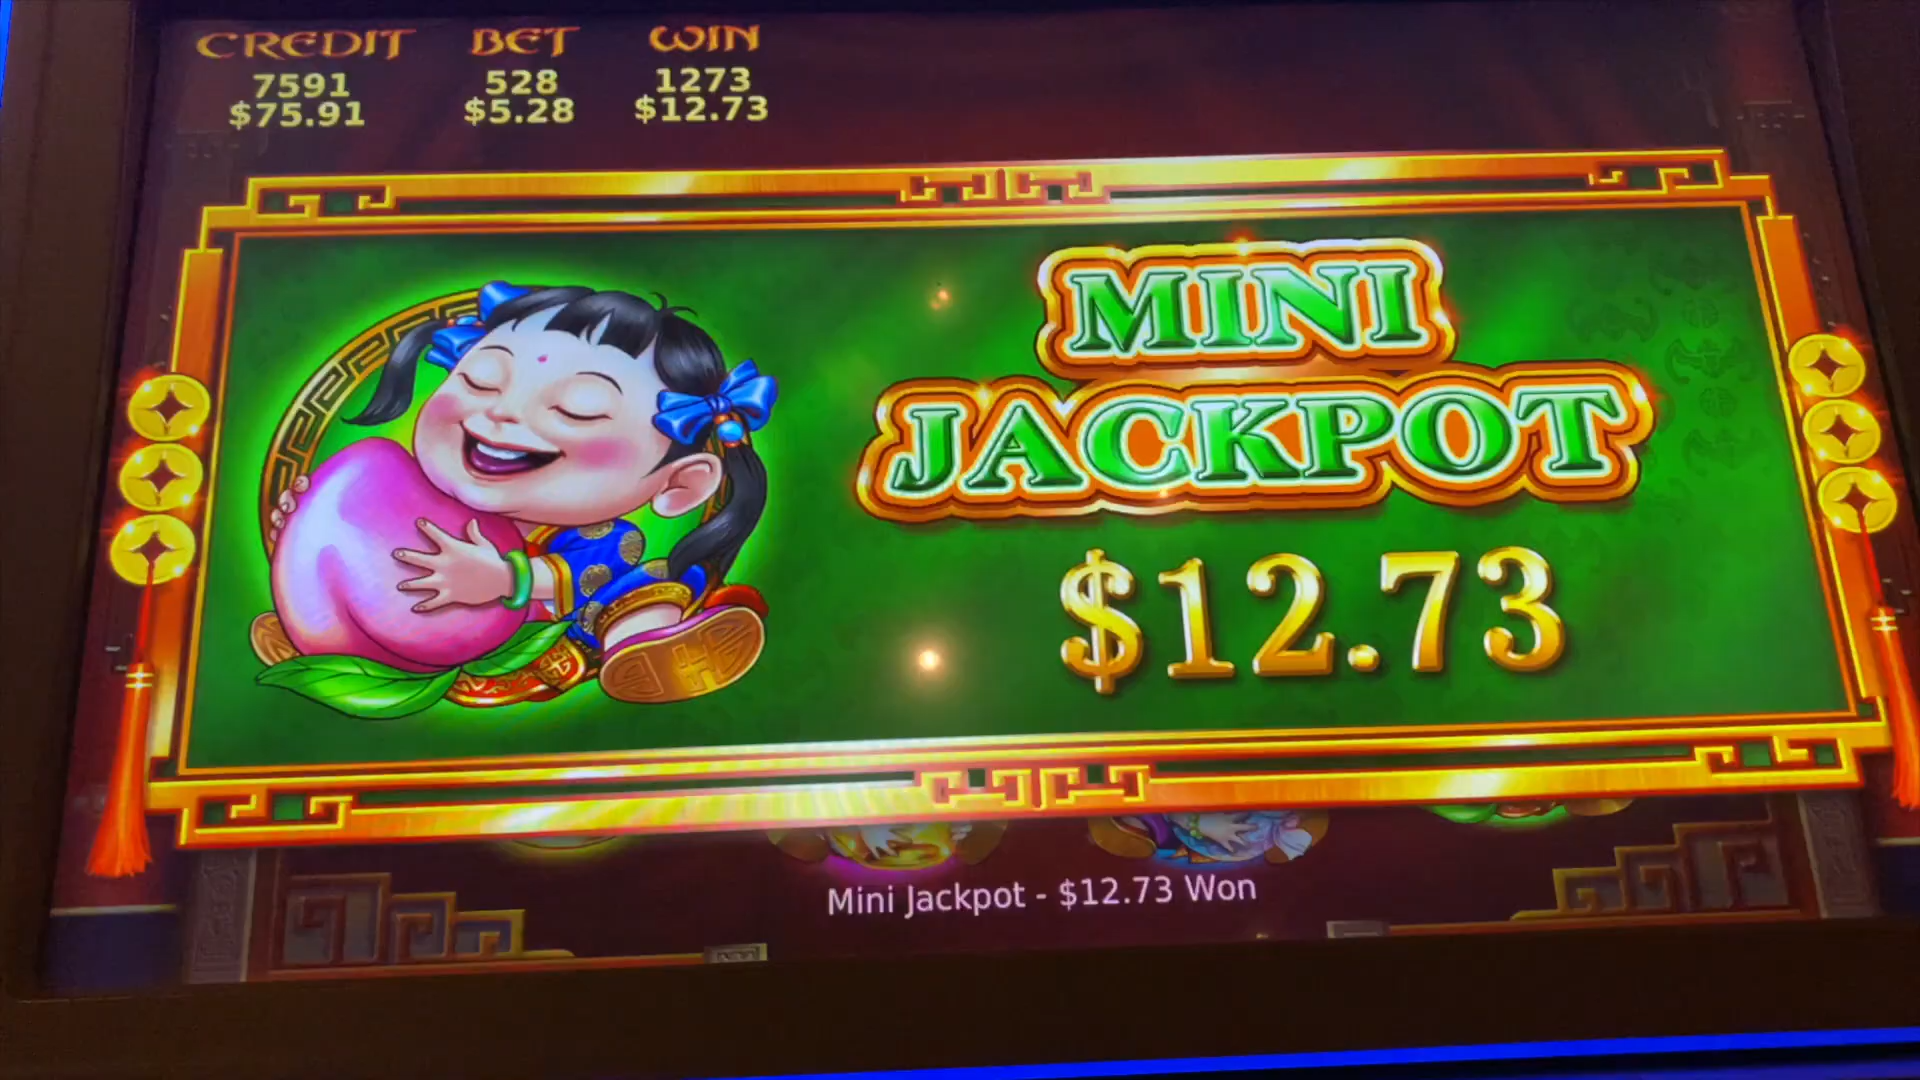 CREDIT BET WIN
7591 528 1273
$75.91 $5.28 $12.73
MINI
JACKPOT
$12.73
Mini Jackpot - $12.73 Won